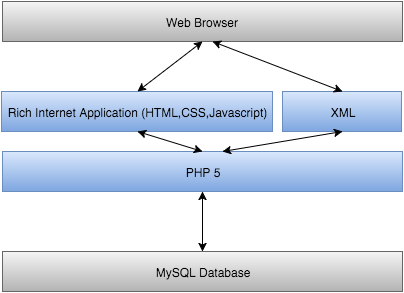 Web Browser
Rich Internet Application (HTML,CSS,Javascript)
XML
PHP 5
MySQL Database